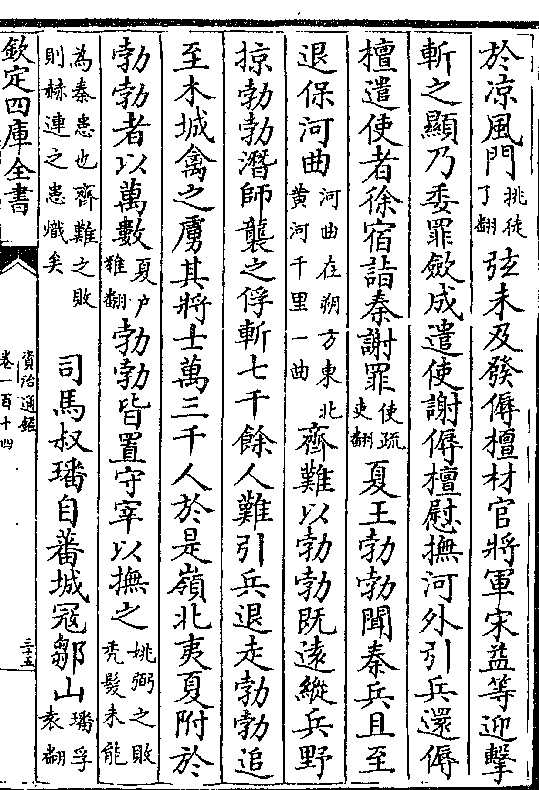 於凉風門挑徒了翻弦未及發傉檀材官將軍宋益等迎擊
斬之顯乃委罪斂成遣使謝傉檀慰撫河外引兵還傉
檀遣使者徐宿詣秦謝罪使疏吏翻夏王勃勃聞秦兵且至
退保河曲河曲在朔方東北黄河千里一曲齊難以勃勃既遠縱兵野
掠勃勃潛師襲之俘斬七千餘人難引兵退走勃勃追
至木城禽之虜其將士萬三千人於是嶺北夷夏附於
勃勃者以萬數夏户雅翻勃勃皆置守宰以撫之姚弼之敗秃髮未能
為秦患也齊難之敗則赫連之患熾矣司馬叔璠自蕃城寇鄒山璠孚袁翻
欽定四庫全書
資治通鑑
卷一百十四
三五